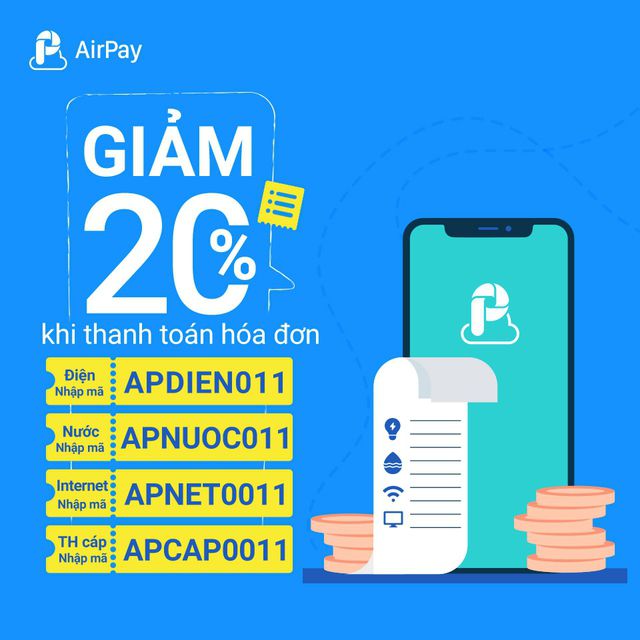 AirPay
GIẢM
20%
khi thanh toán hóa đơn
Điện
Nhập mã
APDIEN011
Nước
Nhập mã
APNUOC011
Internet
Nhập mã
APNET0011
TH cáp
Nhập mã
APCAP0011